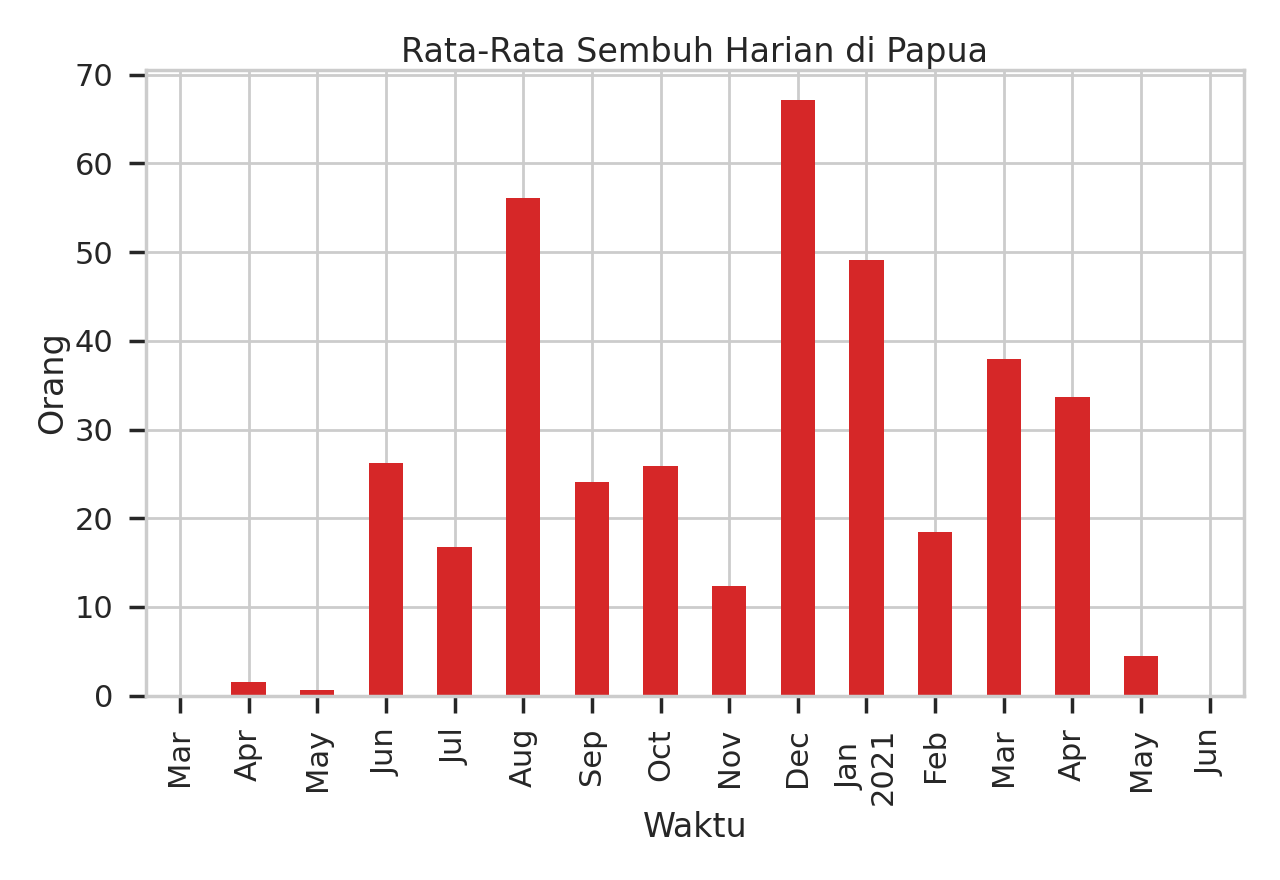 Rata-Rata Sembuh Harian di Papua
70
60
50
40
30
20
10
0
Orang
Mar
Apr
May
Jun
Jul
Aug
Sep
Oct
Nov
Dec
Jan
2021
Feb
Mar
Apr
May
Jun
Waktu